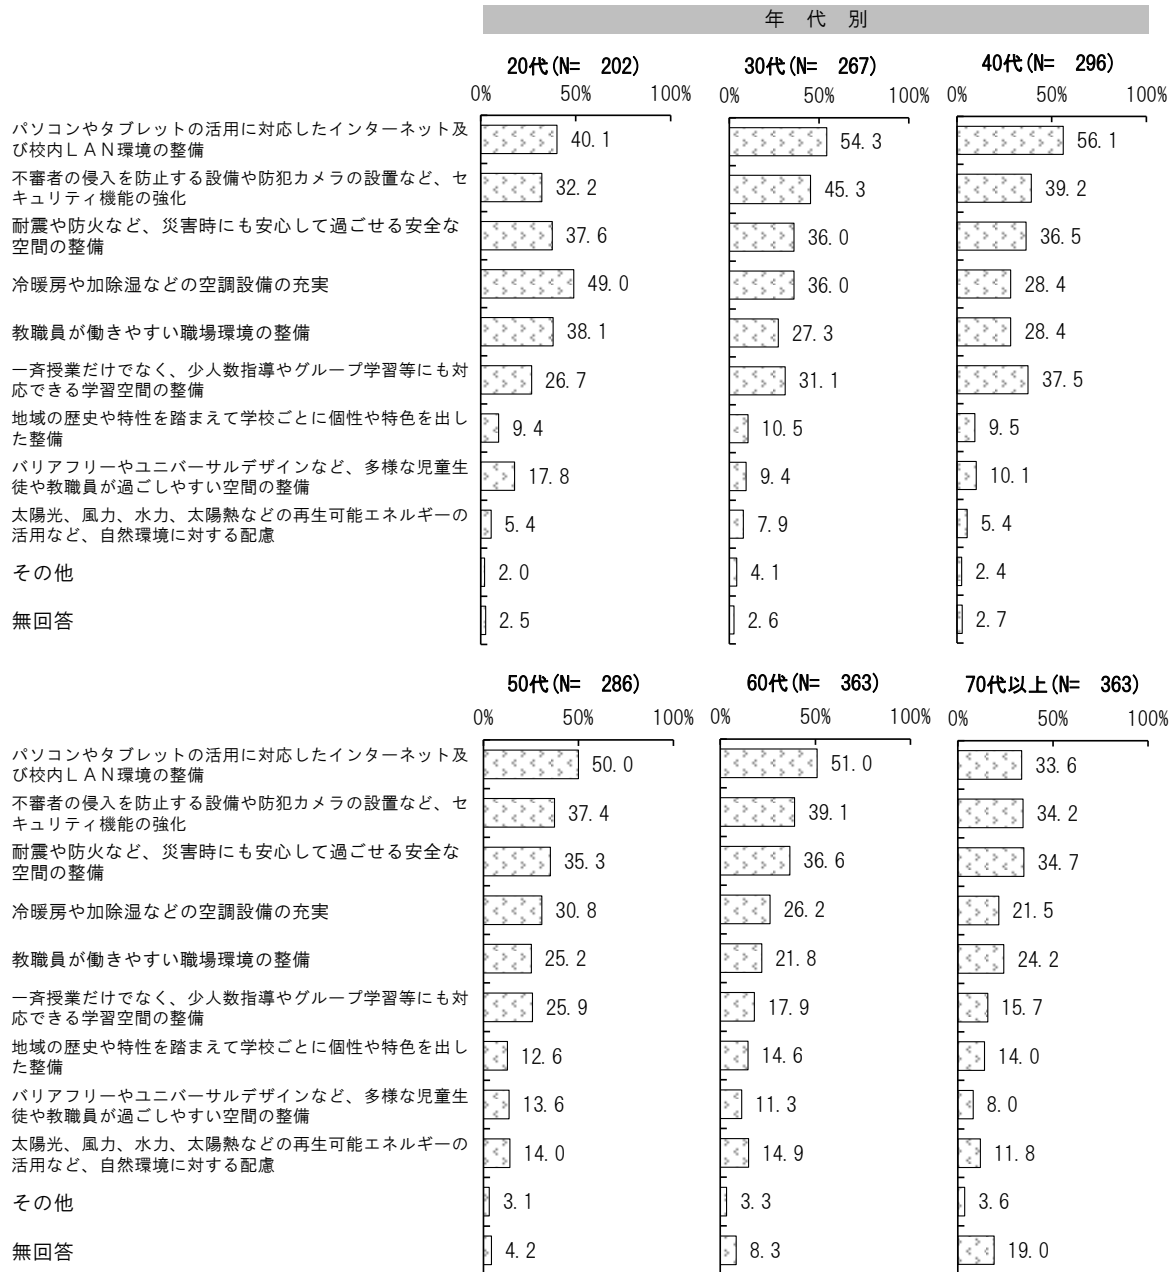 年 代 別
20代(N= 202) 30代(N= 267) 40代(N= 296)
0% 50% 100% 0% 50% 100% 0% 50% 100%
パソコンやタブレットの活用に対応したインターネット及
び校内ＬＡＮ環境の整備
40.1 54.3 56.1
不審者の侵入を防止する設備や防犯カメラの設置など、セ
キュリティ機能の強化
32.2 45.3 39.2
耐震や防火など、災害時にも安心して過ごせる安全な
空間の整備
37.6 36.0 36.5
冷暖房や加除湿などの空調設備の充実 49.0 36.0 28.4
教職員が働きやすい職場環境の整備 38.1 27.3 28.4
一斉授業だけでなく、少人数指導やグループ学習等にも対
応できる学習空間の整備
26.7 31.1 37.5
地域の歴史や特性を踏まえて学校ごとに個性や特色を出し
た整備
9.4 10.5 9.5
バリアフリーやユニバーサルデザインなど、多様な児童生
徒や教職員が過ごしやすい空間の整備
17.8 9.4 10.1
太陽光、風力、水力、太陽熱などの再生可能エネルギーの
活用など、自然環境に対する配慮
5.4 7.9 5.4
その他 2.0 4.1 2.4
無回答 2.5 2.6 2.7
50代(N= 286) 60代(N= 363) 70代以上(N= 363)
0% 50% 100% 0% 50% 100% 0% 50% 100%
パソコンやタブレットの活用に対応したインターネット及
び校内ＬＡＮ環境の整備
50.0 51.0 33.6
不審者の侵入を防止する設備や防犯カメラの設置など、セ
キュリティ機能の強化
37.4 39.1 34.2
耐震や防火など、災害時にも安心して過ごせる安全な
空間の整備
35.3 36.6 34.7
冷暖房や加除湿などの空調設備の充実 30.8 26.2 21.5
教職員が働きやすい職場環境の整備 25.2 21.8 24.2
一斉授業だけでなく、少人数指導やグループ学習等にも対
応できる学習空間の整備
25.9 17.9 15.7
地域の歴史や特性を踏まえて学校ごとに個性や特色を出し
た整備
12.6 14.6 14.0
バリアフリーやユニバーサルデザインなど、多様な児童生
徒や教職員が過ごしやすい空間の整備
13.6 11.3 8.0
太陽光、風力、水力、太陽熱などの再生可能エネルギーの
活用など、自然環境に対する配慮
14.0 14.9 11.8
その他 3.1 3.3 3.6
無回答 4.2 8.3 19.0